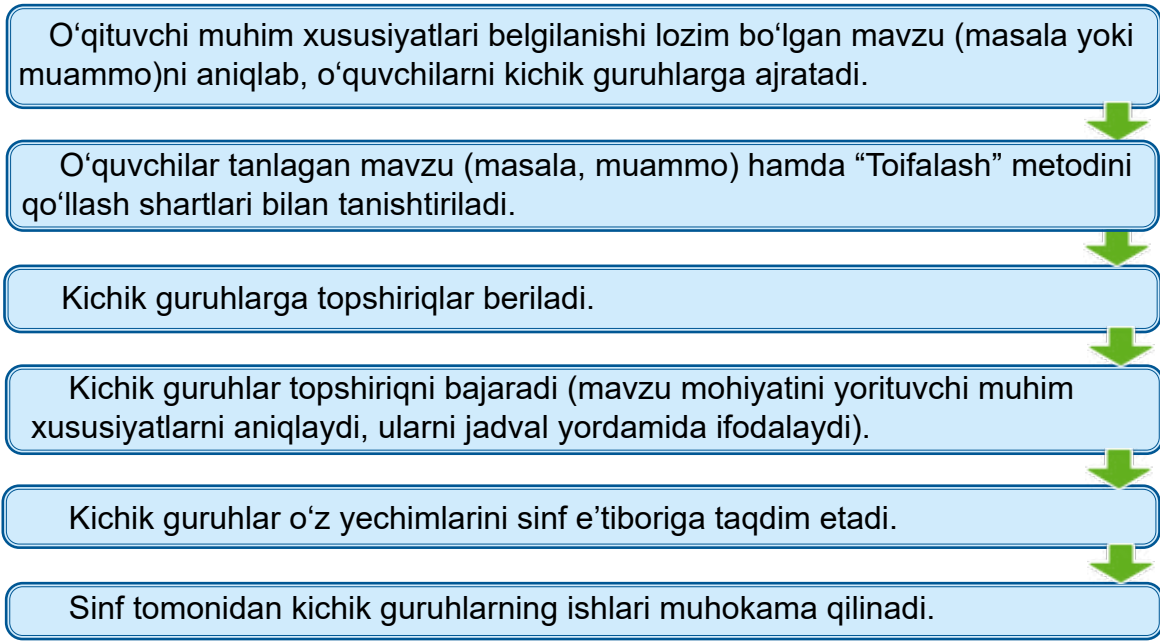 O‘qituvchi muhim xususiyatlari belgilanishi lozim bo‘lgan mavzu (masala yoki
muammo)ni aniqlab, o‘quvchilarni kichik guruhlarga ajratadi.
O‘quvchilar tanlagan mavzu (masala, muammo) hamda “Toifalash” metodini
qo‘llash shartlari bilan tanishtiriladi.
Kichik guruhlarga topshiriqlar beriladi.
Kichik guruhlar topshiriqni bajaradi (mavzu mohiyatini yorituvchi muhim
xususiyatlarni aniqlaydi, ularni jadval yordamida ifodalaydi).
Kichik guruhlar o‘z yechimlarini sinf e’tiboriga taqdim etadi.
Sinf tomonidan kichik guruhlarning ishlari muhokama qilinadi.